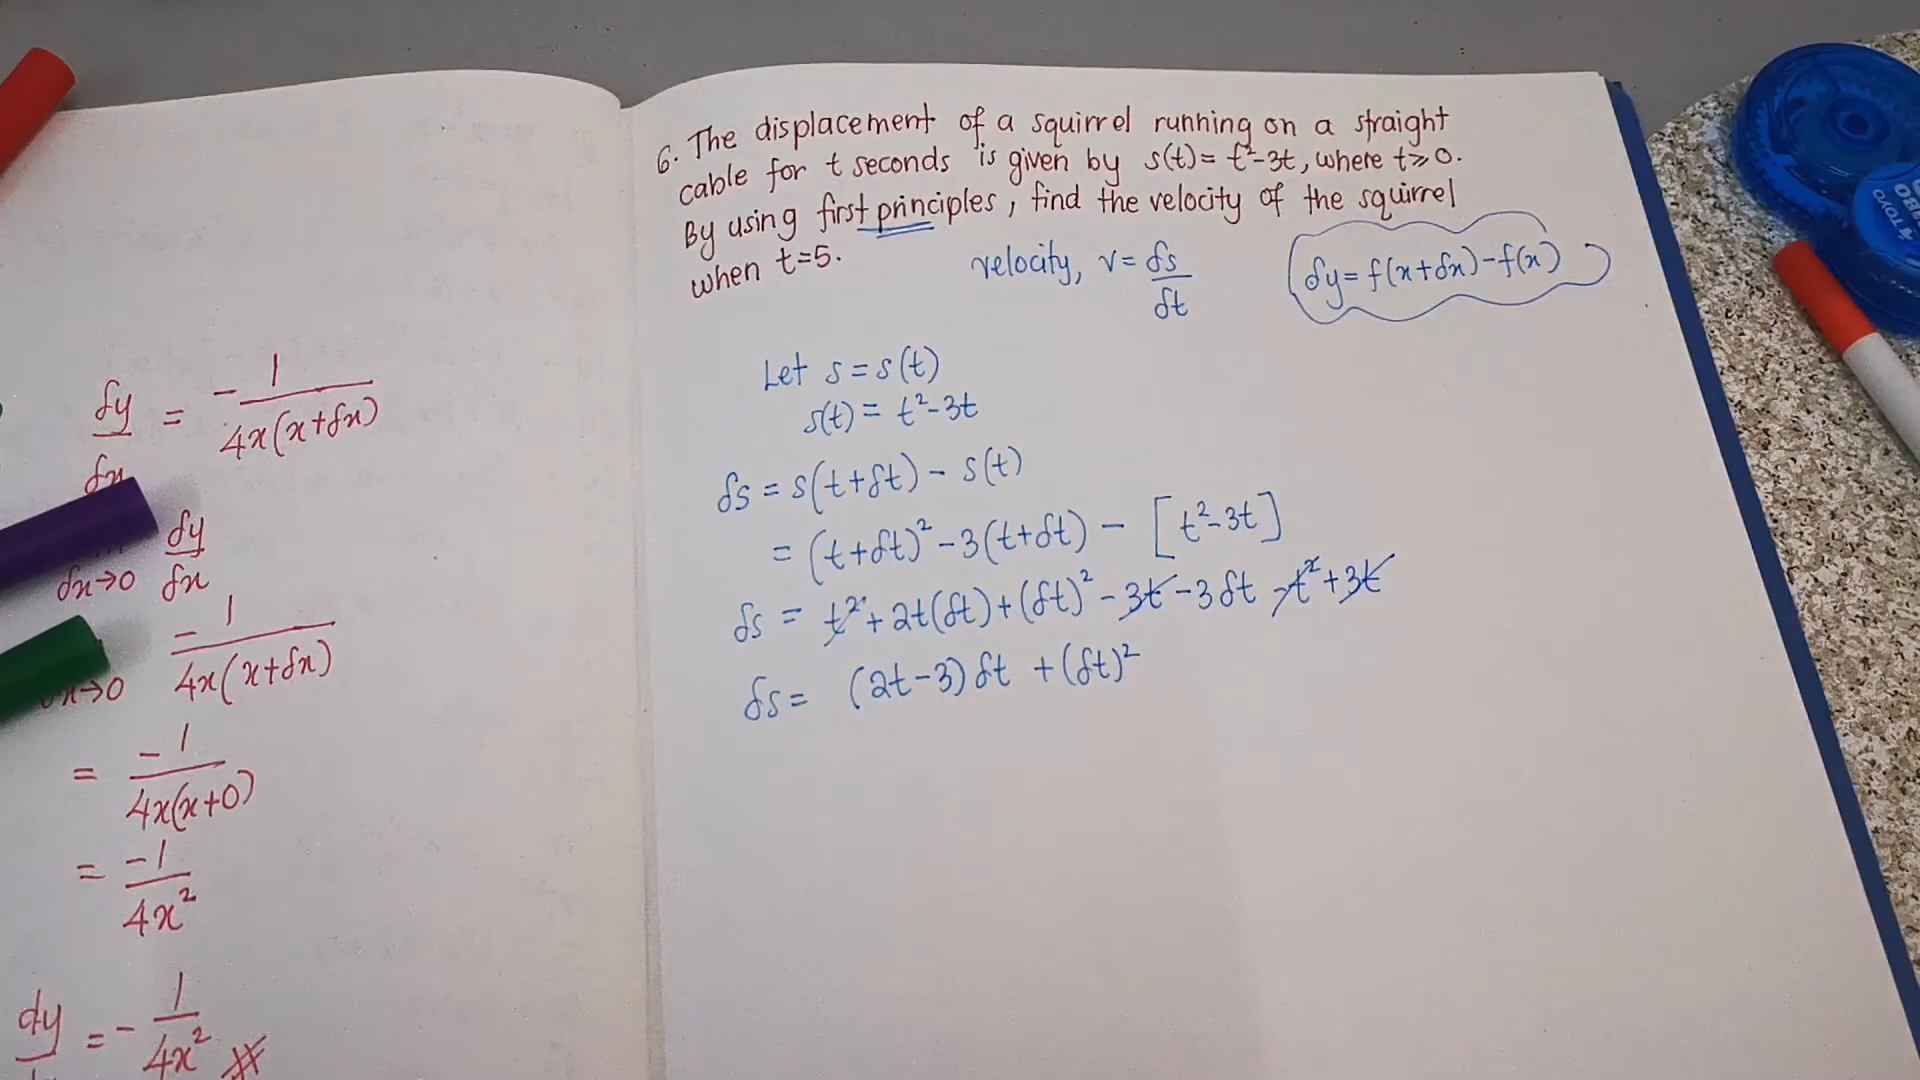 δy = - 1
4x(x+δx)
δx
δy
δx→0 δx
- 1
x→0 4x(x+δx)
= -1
4x(x+0)
= -1
4x²
dy = - 1
4x²
6. The displacement of a squirrel running on a straight
cable for t seconds is given by s(t)= t²-3t, where t≥0.
By using first principles, find the velocity of the squirrel
when t=5.
velocity, v= δs
δt
δy= f(x+δx)-f(x)
Let s = s(t)
s(t) = t²-3t
δs = s(t+δt) - s(t)
= (t+δt)² -3(t+δt) - [t²-3t]
δs = t² + 2t(δt)+(δt)² - 3t - 3δt - t² + 3t
δs = (2t-3)δt + (δt)²
TOYO